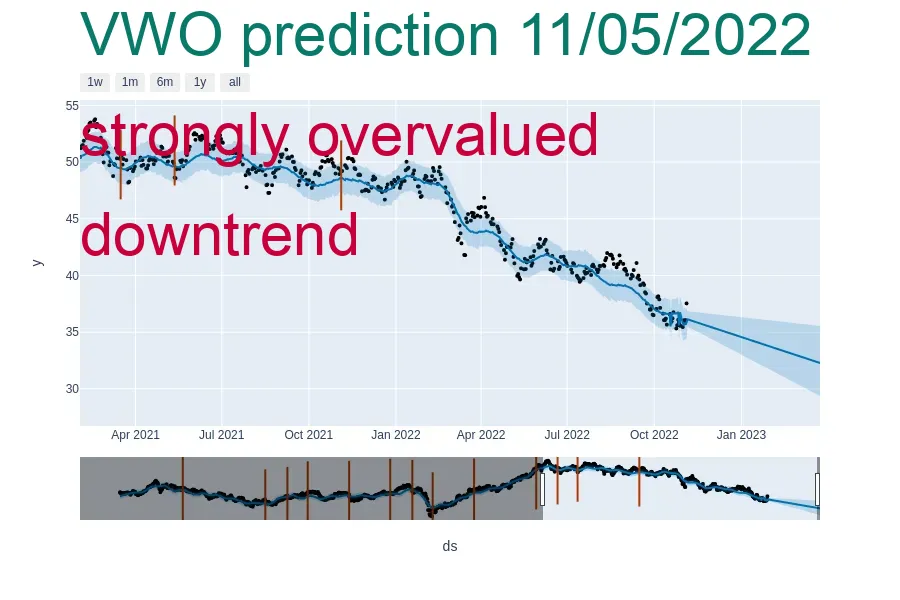 VWO prediction 11/05/2022
1w 1m 6m 1y all
55
strongly overvalued
50
45
downtrend
40
y
35
30
Apr 2021 Jul 2021 Oct 2021 Jan 2022 Apr 2022 Jul 2022 Oct 2022 Jan 2023
ds